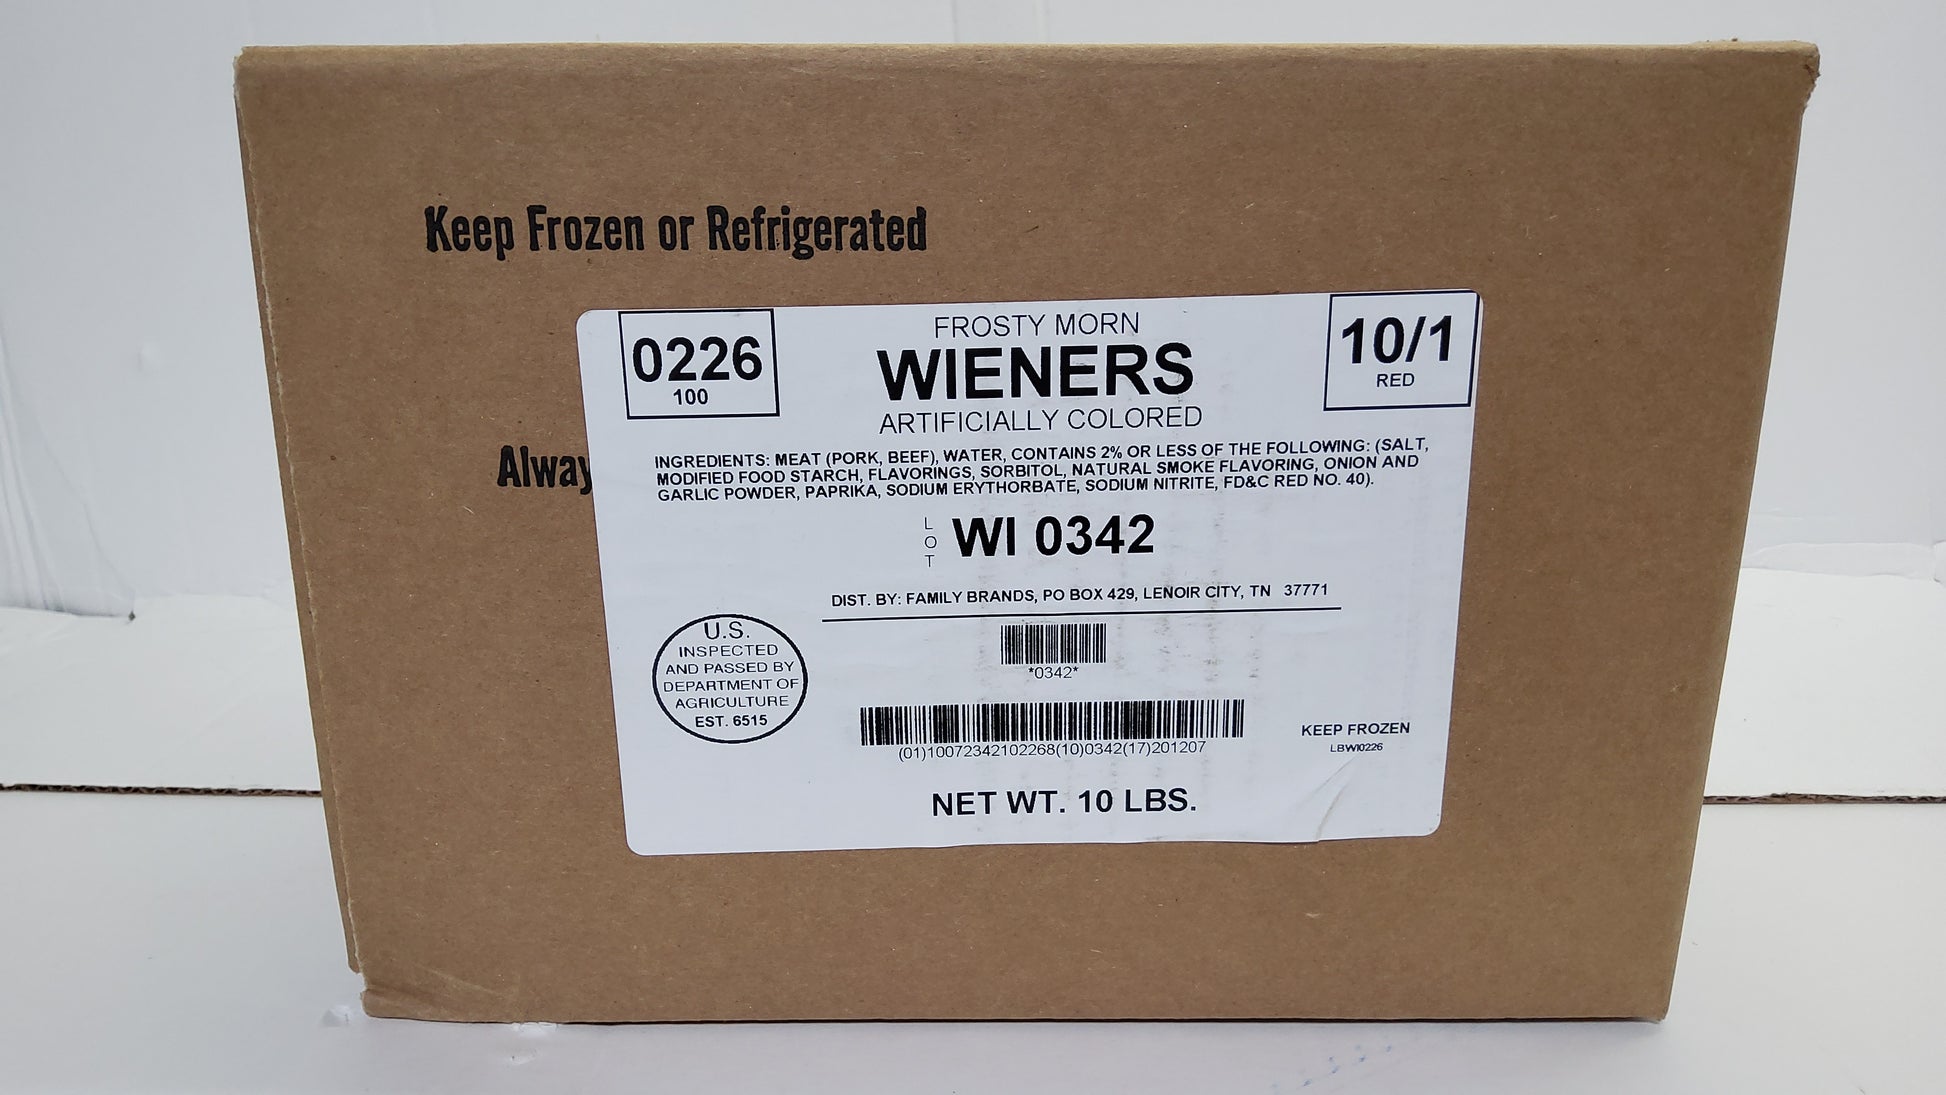 Keep Frozen or Refrigerated
Alway
0226
100
FROSTY MORN
WIENERS
ARTIFICIALLY COLORED
10/1
RED
INGREDIENTS: MEAT (PORK, BEEF), WATER, CONTAINS 2% OR LESS OF THE FOLLOWING: (SALT,
MODIFIED FOOD STARCH, FLAVORINGS, SORBITOL, NATURAL SMOKE FLAVORING, ONION AND
GARLIC POWDER, PAPRIKA, SODIUM ERYTHORBATE, SODIUM NITRITE, FD&C RED NO. 40).
LOT WI 0342
DIST. BY: FAMILY BRANDS, PO BOX 429, LENOIR CITY, TN 37771
U.S.
INSPECTED
AND PASSED BY
DEPARTMENT OF
AGRICULTURE
EST. 6515
*0342*
(01)10072342102268(10)0342(17)201207
KEEP FROZEN
LBWI0226
NET WT. 10 LBS.